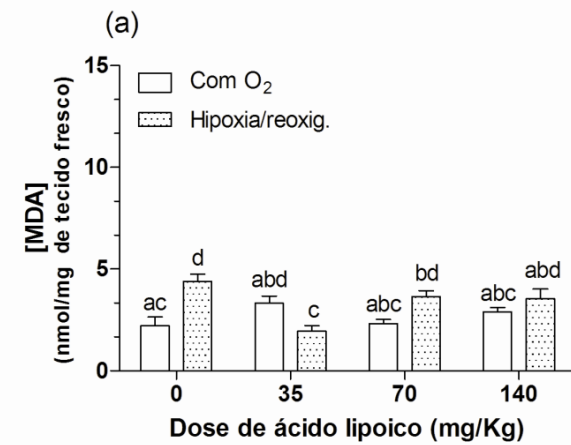 (a)
15
10
5
0
[MDA]
(nmol/mg de tecido fresco)
Com O₂
Hipoxia/reoxig.
ac
d
abd
c
abc
bd
abc
abd
0 35 70 140
Dose de ácido lipoico (mg/Kg)